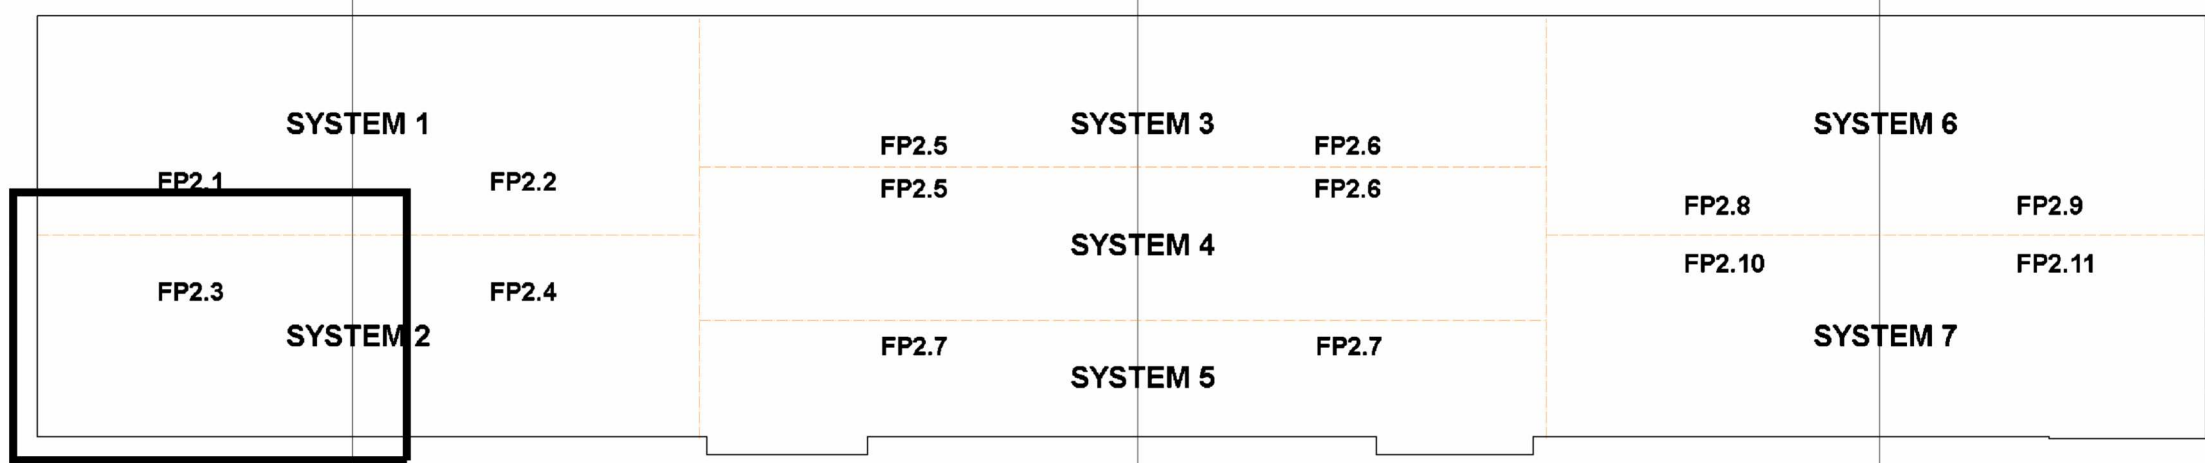 SYSTEM 1
SYSTEM 3
SYSTEM 6
FP2.5
FP2.6
FP2.1
FP2.2
FP2.5
FP2.6
FP2.8
FP2.9
SYSTEM 4
FP2.10
FP2.11
FP2.3
FP2.4
SYSTEM 2
SYSTEM 7
FP2.7
FP2.7
SYSTEM 5